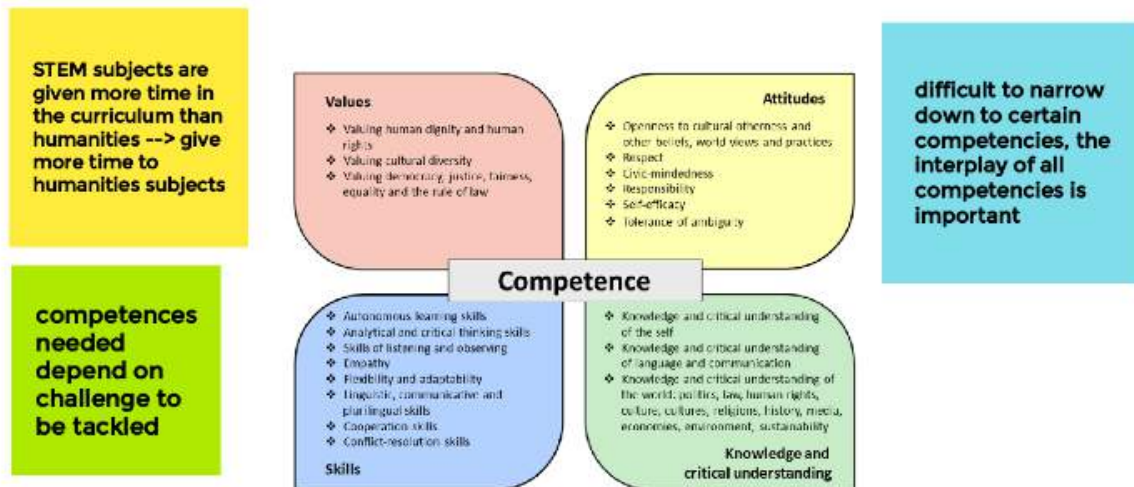 STEM subjects are
given more time in
the curriculum than
humanities --> give
more time to
humanities subjects
competences
needed
depend on
challenge to
be tackled
Values
❖ Valuing human dignity and human
rights
❖ Valuing cultural diversity
❖ Valuing democracy, justice, fairness,
equality and the rule of law
Attitudes
❖ Openness to cultural otherness and
other beliefs, world views and practices
❖ Respect
❖ Civic-mindedness
❖ Responsibility
❖ Self-efficacy
❖ Tolerance of ambiguity
Competence
❖ Autonomous learning skills
❖ Analytical and critical thinking skills
❖ Skills of listening and observing
❖ Empathy
❖ Flexibility and adaptability
❖ Linguistic, communicative and
plurilingual skills
❖ Cooperation skills
❖ Conflict-resolution skills
Skills
❖ Knowledge and critical understanding
of the self
❖ Knowledge and critical understanding
of language and communication
❖ Knowledge and critical understanding of
the world: politics, law, human rights,
culture, cultures, religions, history, media,
economies, environment, sustainability
Knowledge and
critical understanding
difficult to narrow
down to certain
competencies, the
interplay of all
competencies is
important